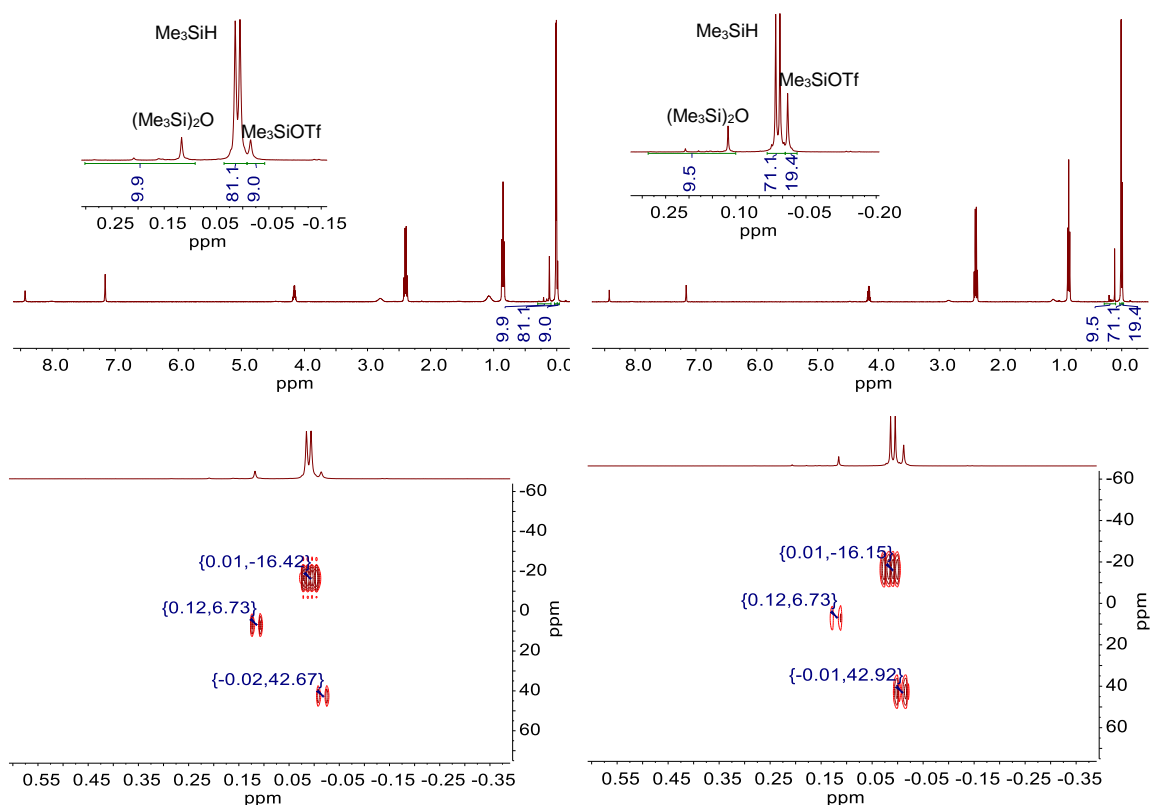 Me₃SiH
(Me₃Si)₂O
Me₃SiOTf
9.9
81.1
9.0
0.25 0.15 0.05 -0.05 -0.15
ppm
9.9
81.1
9.0
8.0 7.0 6.0 5.0 4.0 3.0 2.0 1.0 0.0
ppm
Me₃SiH
Me₃SiOTf
(Me₃Si)₂O
9.5
71.1
19.4
0.25 0.10 -0.05 -0.20
ppm
9.5
71.1
19.4
8.0 7.0 6.0 5.0 4.0 3.0 2.0 1.0 0.0
ppm
{0.01,-16.42}
{0.12,6.73}
{-0.02,42.67}
-60
-40
-20
0
20
40
60
ppm
0.55 0.45 0.35 0.25 0.15 0.05 -0.05 -0.15 -0.25 -0.35
ppm
{0.01,-16.15}
{0.12,6.73}
{-0.01,42.92}
-60
-40
-20
0
20
40
60
ppm
0.55 0.45 0.35 0.25 0.15 0.05 -0.05 -0.15 -0.25 -0.35
ppm